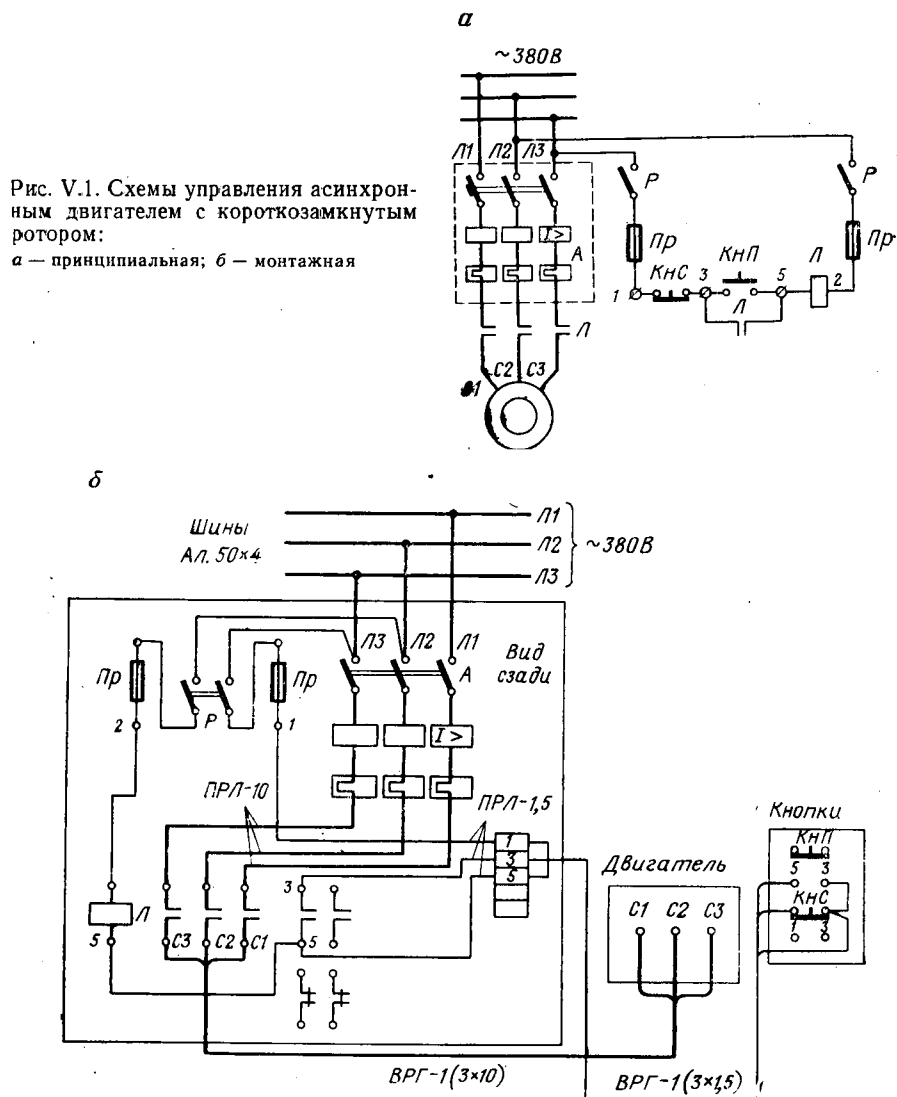 а
~380В
Л1 Л2 Л3
Р Р
Рис. V.1. Схемы управления асинхрон-
ным двигателем с короткозамкнутым
ротором:
а — принципиальная; б — монтажная
I> А
Пр Пр
КнС 3 КнП 5 Л 2
1 Л
Л
С2 С3
б
Шины
Ал. 50×4
Л1
Л2
Л3
~380В
Л3 Л2 Л1
Вид
сзади
Пр Пр А
Р
2 1
I>
ПРЛ-10 ПРЛ-1,5
Кнопки
1
3
5
КнП
5 3
КнС
1 3
Двигатель
С1 С2 С3
3
Л
5 С3 С2 С1 5
ВРГ-1(3×10) ВРГ-1(3×1,5)